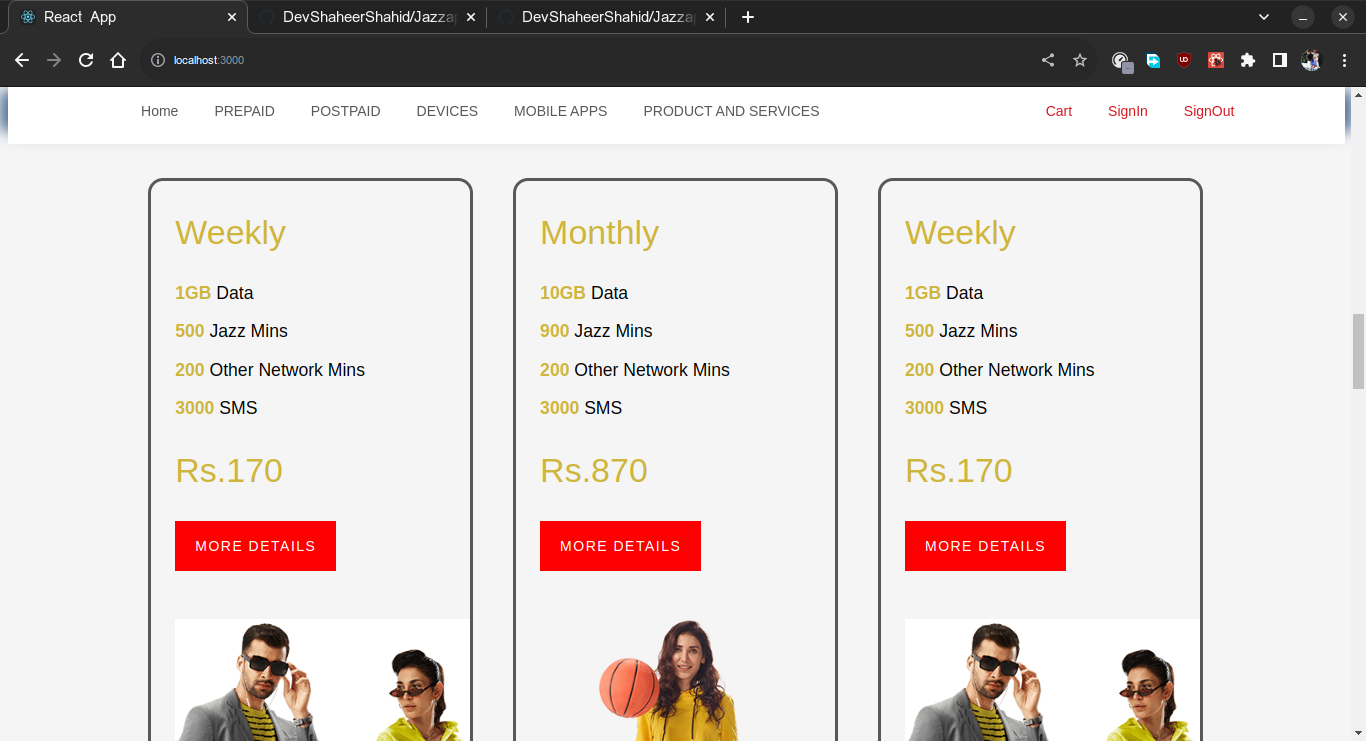 React App
DevShaheerShahid/Jazzap
DevShaheerShahid/Jazzap
localhost:3000
Home PREPAID POSTPAID DEVICES MOBILE APPS PRODUCT AND SERVICES Cart SignIn SignOut
Weekly
1GB Data
500 Jazz Mins
200 Other Network Mins
3000 SMS
Rs.170
MORE DETAILS
Monthly
10GB Data
900 Jazz Mins
200 Other Network Mins
3000 SMS
Rs.870
MORE DETAILS
Weekly
1GB Data
500 Jazz Mins
200 Other Network Mins
3000 SMS
Rs.170
MORE DETAILS